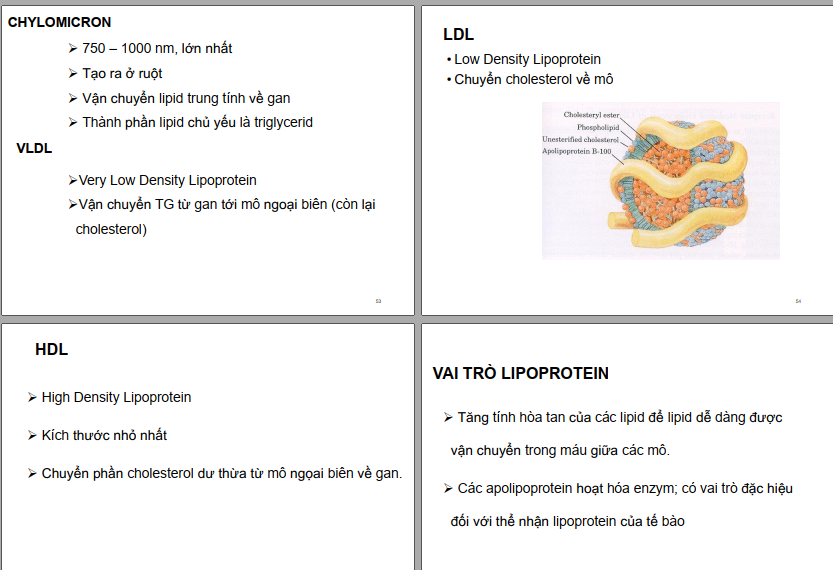 CHYLOMICRON
➢ 750 – 1000 nm, lớn nhất
➢ Tạo ra ở ruột
➢ Vận chuyển lipid trung tính về gan
➢ Thành phần lipid chủ yếu là triglycerid
VLDL
➢Very Low Density Lipoprotein
➢Vận chuyển TG từ gan tới mô ngoại biên (còn lại
cholesterol)
53
LDL
• Low Density Lipoprotein
• Chuyển cholesterol về mô
Cholesteryl ester
Phospholipid
Unesterified cholesterol
Apolipoprotein B-100
54
HDL
➢ High Density Lipoprotein
➢ Kích thước nhỏ nhất
➢ Chuyển phần cholesterol dư thừa từ mô ngọai biên về gan.
VAI TRÒ LIPOPROTEIN
➢ Tăng tính hòa tan của các lipid để lipid dễ dàng được
vận chuyển trong máu giữa các mô.
➢ Các apolipoprotein hoạt hóa enzym; có vai trò đặc hiệu
đối với thể nhận lipoprotein của tế bào